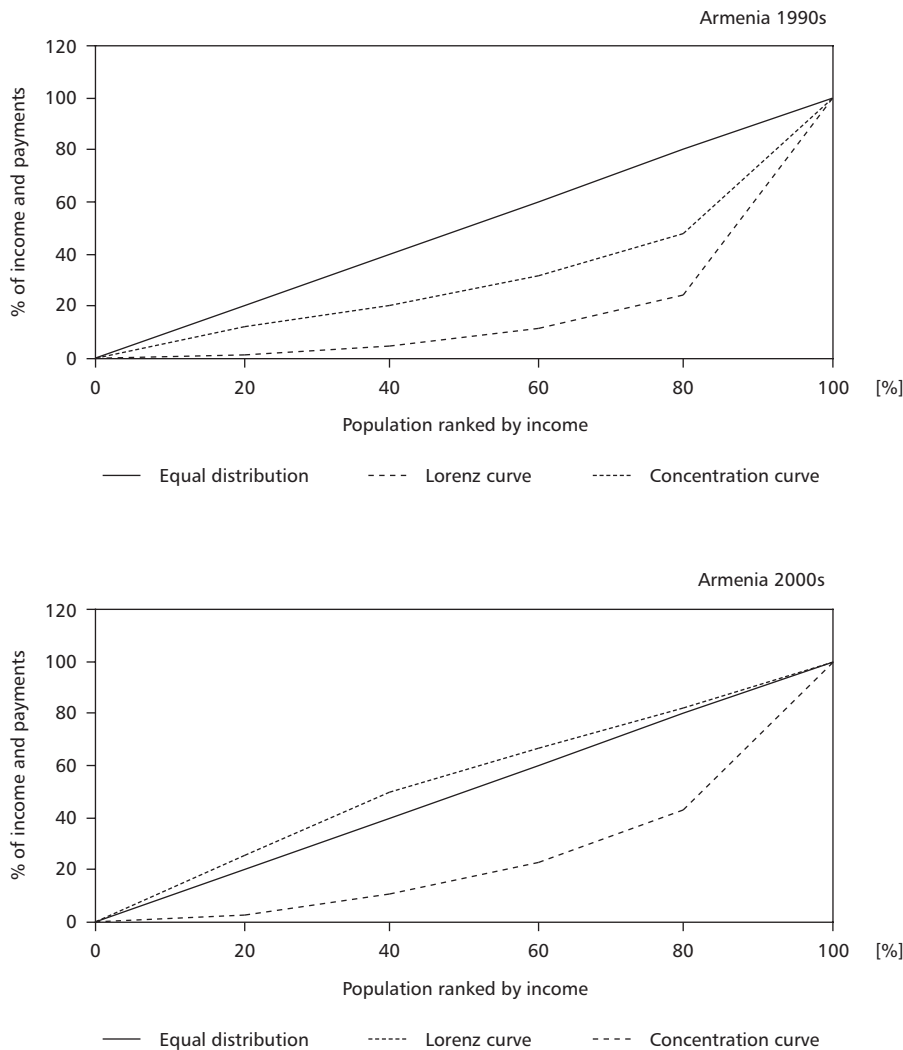 Armenia 1990s
120
100
80
60
40
20
0
% of income and payments
0 20 40 60 80 100 [%]
Population ranked by income
Equal distribution Lorenz curve Concentration curve
Armenia 2000s
120
100
80
60
40
20
0
% of income and payments
0 20 40 60 80 100 [%]
Population ranked by income
Equal distribution Lorenz curve Concentration curve